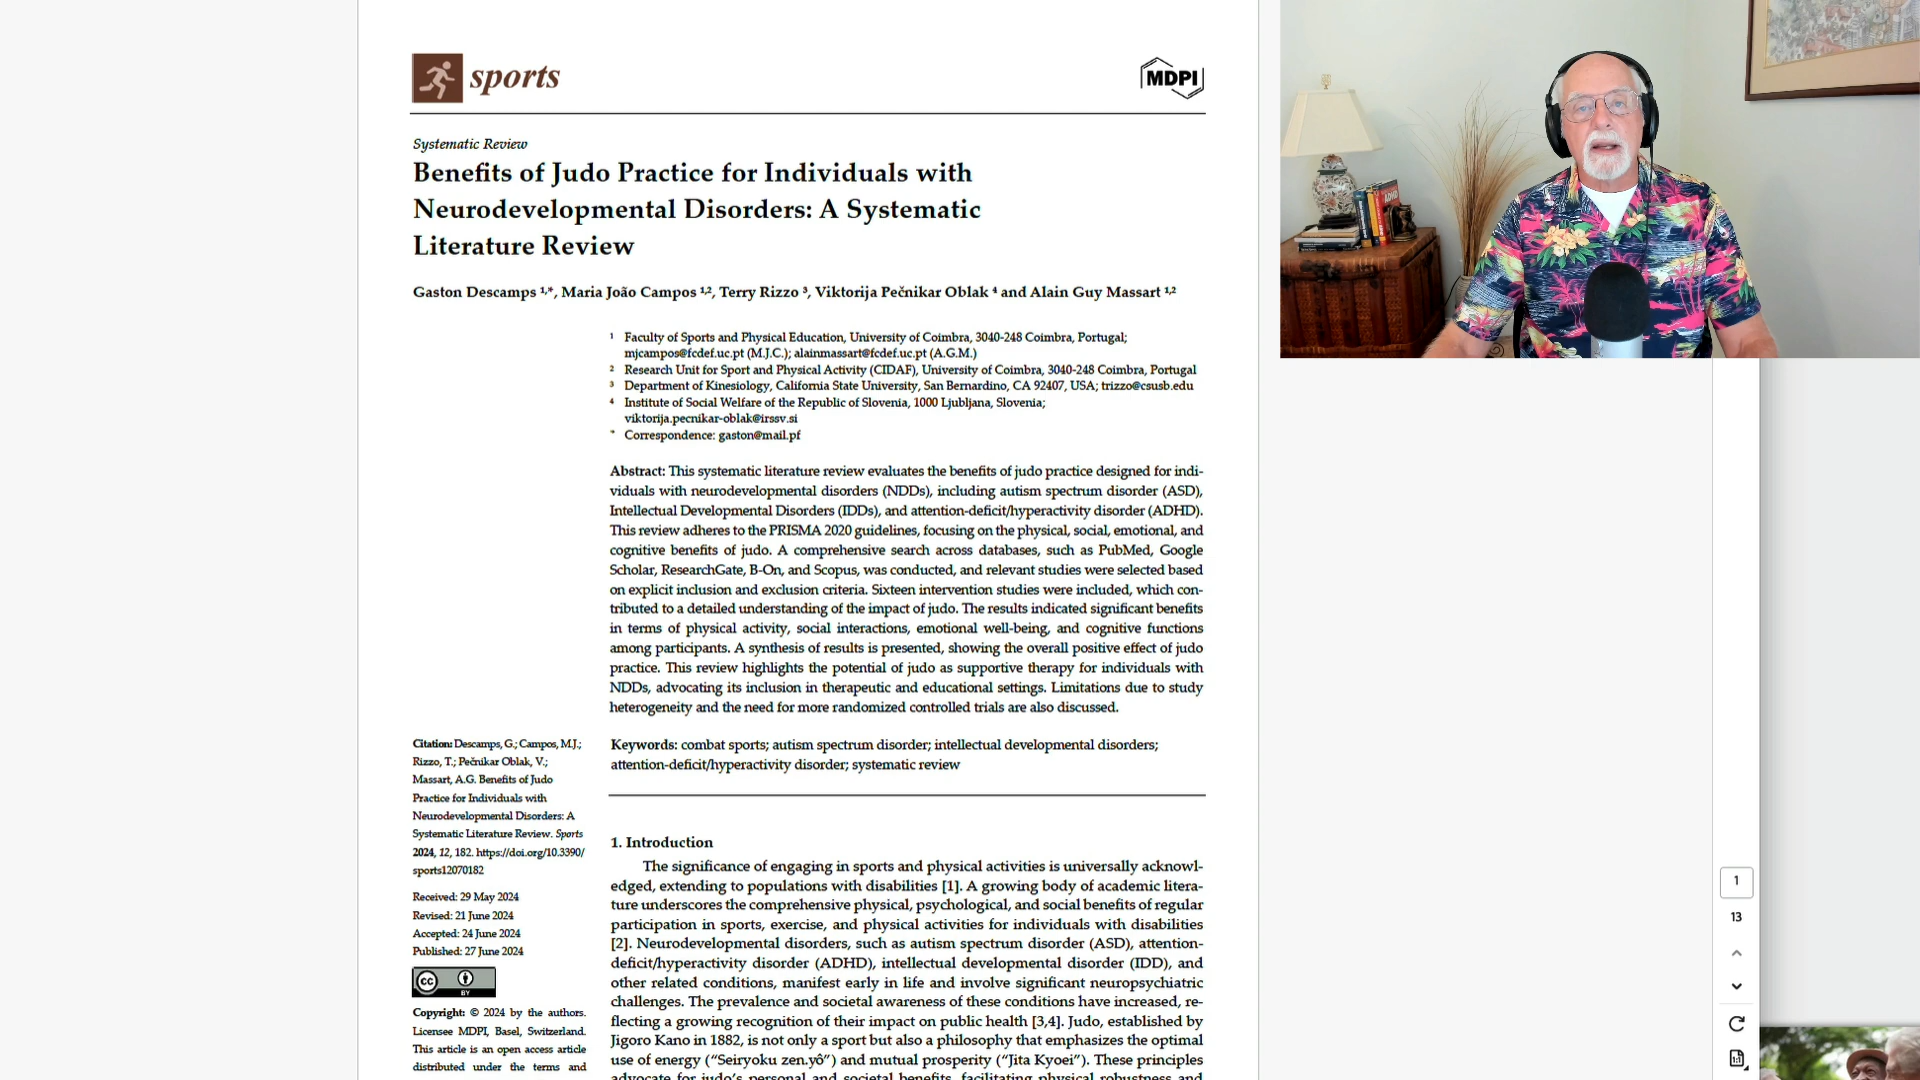 sports
MDPI
Systematic Review
Benefits of Judo Practice for Individuals with
Neurodevelopmental Disorders: A Systematic
Literature Review
Gaston Descamps 1,*, Maria João Campos 1,2, Terry Rizzo 3, Viktorija Pečnikar Oblak 4 and Alain Guy Massart 1,2
1 Faculty of Sports and Physical Education, University of Coimbra, 3040-248 Coimbra, Portugal;
mjcampos@fcdef.uc.pt (M.J.C.); alainmassart@fcdef.uc.pt (A.G.M.)
2 Research Unit for Sport and Physical Activity (CIDAF), University of Coimbra, 3040-248 Coimbra, Portugal
3 Department of Kinesiology, California State University, San Bernardino, CA 92407, USA; trizzo@csusb.edu
4 Institute of Social Welfare of the Republic of Slovenia, 1000 Ljubljana, Slovenia;
viktorija.pecnikar-oblak@irssv.si
* Correspondence: gaston@mail.pf
Abstract: This systematic literature review evaluates the benefits of judo practice designed for indi-
viduals with neurodevelopmental disorders (NDDs), including autism spectrum disorder (ASD),
Intellectual Developmental Disorders (IDDs), and attention-deficit/hyperactivity disorder (ADHD).
This review adheres to the PRISMA 2020 guidelines, focusing on the physical, social, emotional, and
cognitive benefits of judo. A comprehensive search across databases, such as PubMed, Google
Scholar, ResearchGate, B-On, and Scopus, was conducted, and relevant studies were selected based
on explicit inclusion and exclusion criteria. Sixteen intervention studies were included, which con-
tributed to a detailed understanding of the impact of judo. The results indicated significant benefits
in terms of physical activity, social interactions, emotional well-being, and cognitive functions
among participants. A synthesis of results is presented, showing the overall positive effect of judo
practice. This review highlights the potential of judo as supportive therapy for individuals with
NDDs, advocating its inclusion in therapeutic and educational settings. Limitations due to study
heterogeneity and the need for more randomized controlled trials are also discussed.
Keywords: combat sports; autism spectrum disorder; intellectual developmental disorders;
attention-deficit/hyperactivity disorder; systematic review
Citation: Descamps, G.; Campos, M.J.;
Rizzo, T.; Pečnikar Oblak, V.;
Massart, A.G. Benefits of Judo
Practice for Individuals with
Neurodevelopmental Disorders: A
Systematic Literature Review. Sports
2024, 12, 182. https://doi.org/10.3390/
sports12070182
Received: 29 May 2024
Revised: 21 June 2024
Accepted: 24 June 2024
Published: 27 June 2024
cc BY
Copyright: © 2024 by the authors.
Licensee MDPI, Basel, Switzerland.
This article is an open access article
distributed under the terms and
1. Introduction
The significance of engaging in sports and physical activities is universally acknowl-
edged, extending to populations with disabilities [1]. A growing body of academic litera-
ture underscores the comprehensive physical, psychological, and social benefits of regular
participation in sports, exercise, and physical activities for individuals with disabilities
[2]. Neurodevelopmental disorders, such as autism spectrum disorder (ASD), attention-
deficit/hyperactivity disorder (ADHD), intellectual developmental disorder (IDD), and
other related conditions, manifest early in life and involve significant neuropsychiatric
challenges. The prevalence and societal awareness of these conditions have increased, re-
flecting a growing recognition of their impact on public health [3,4]. Judo, established by
Jigoro Kano in 1882, is not only a sport but also a philosophy that emphasizes the optimal
use of energy (“Seiryoku zen.yô”) and mutual prosperity (“Jita Kyoei”). These principles
advocate for judo's personal and societal benefits, facilitating physical robustness and
ADHD
1
13
1:1